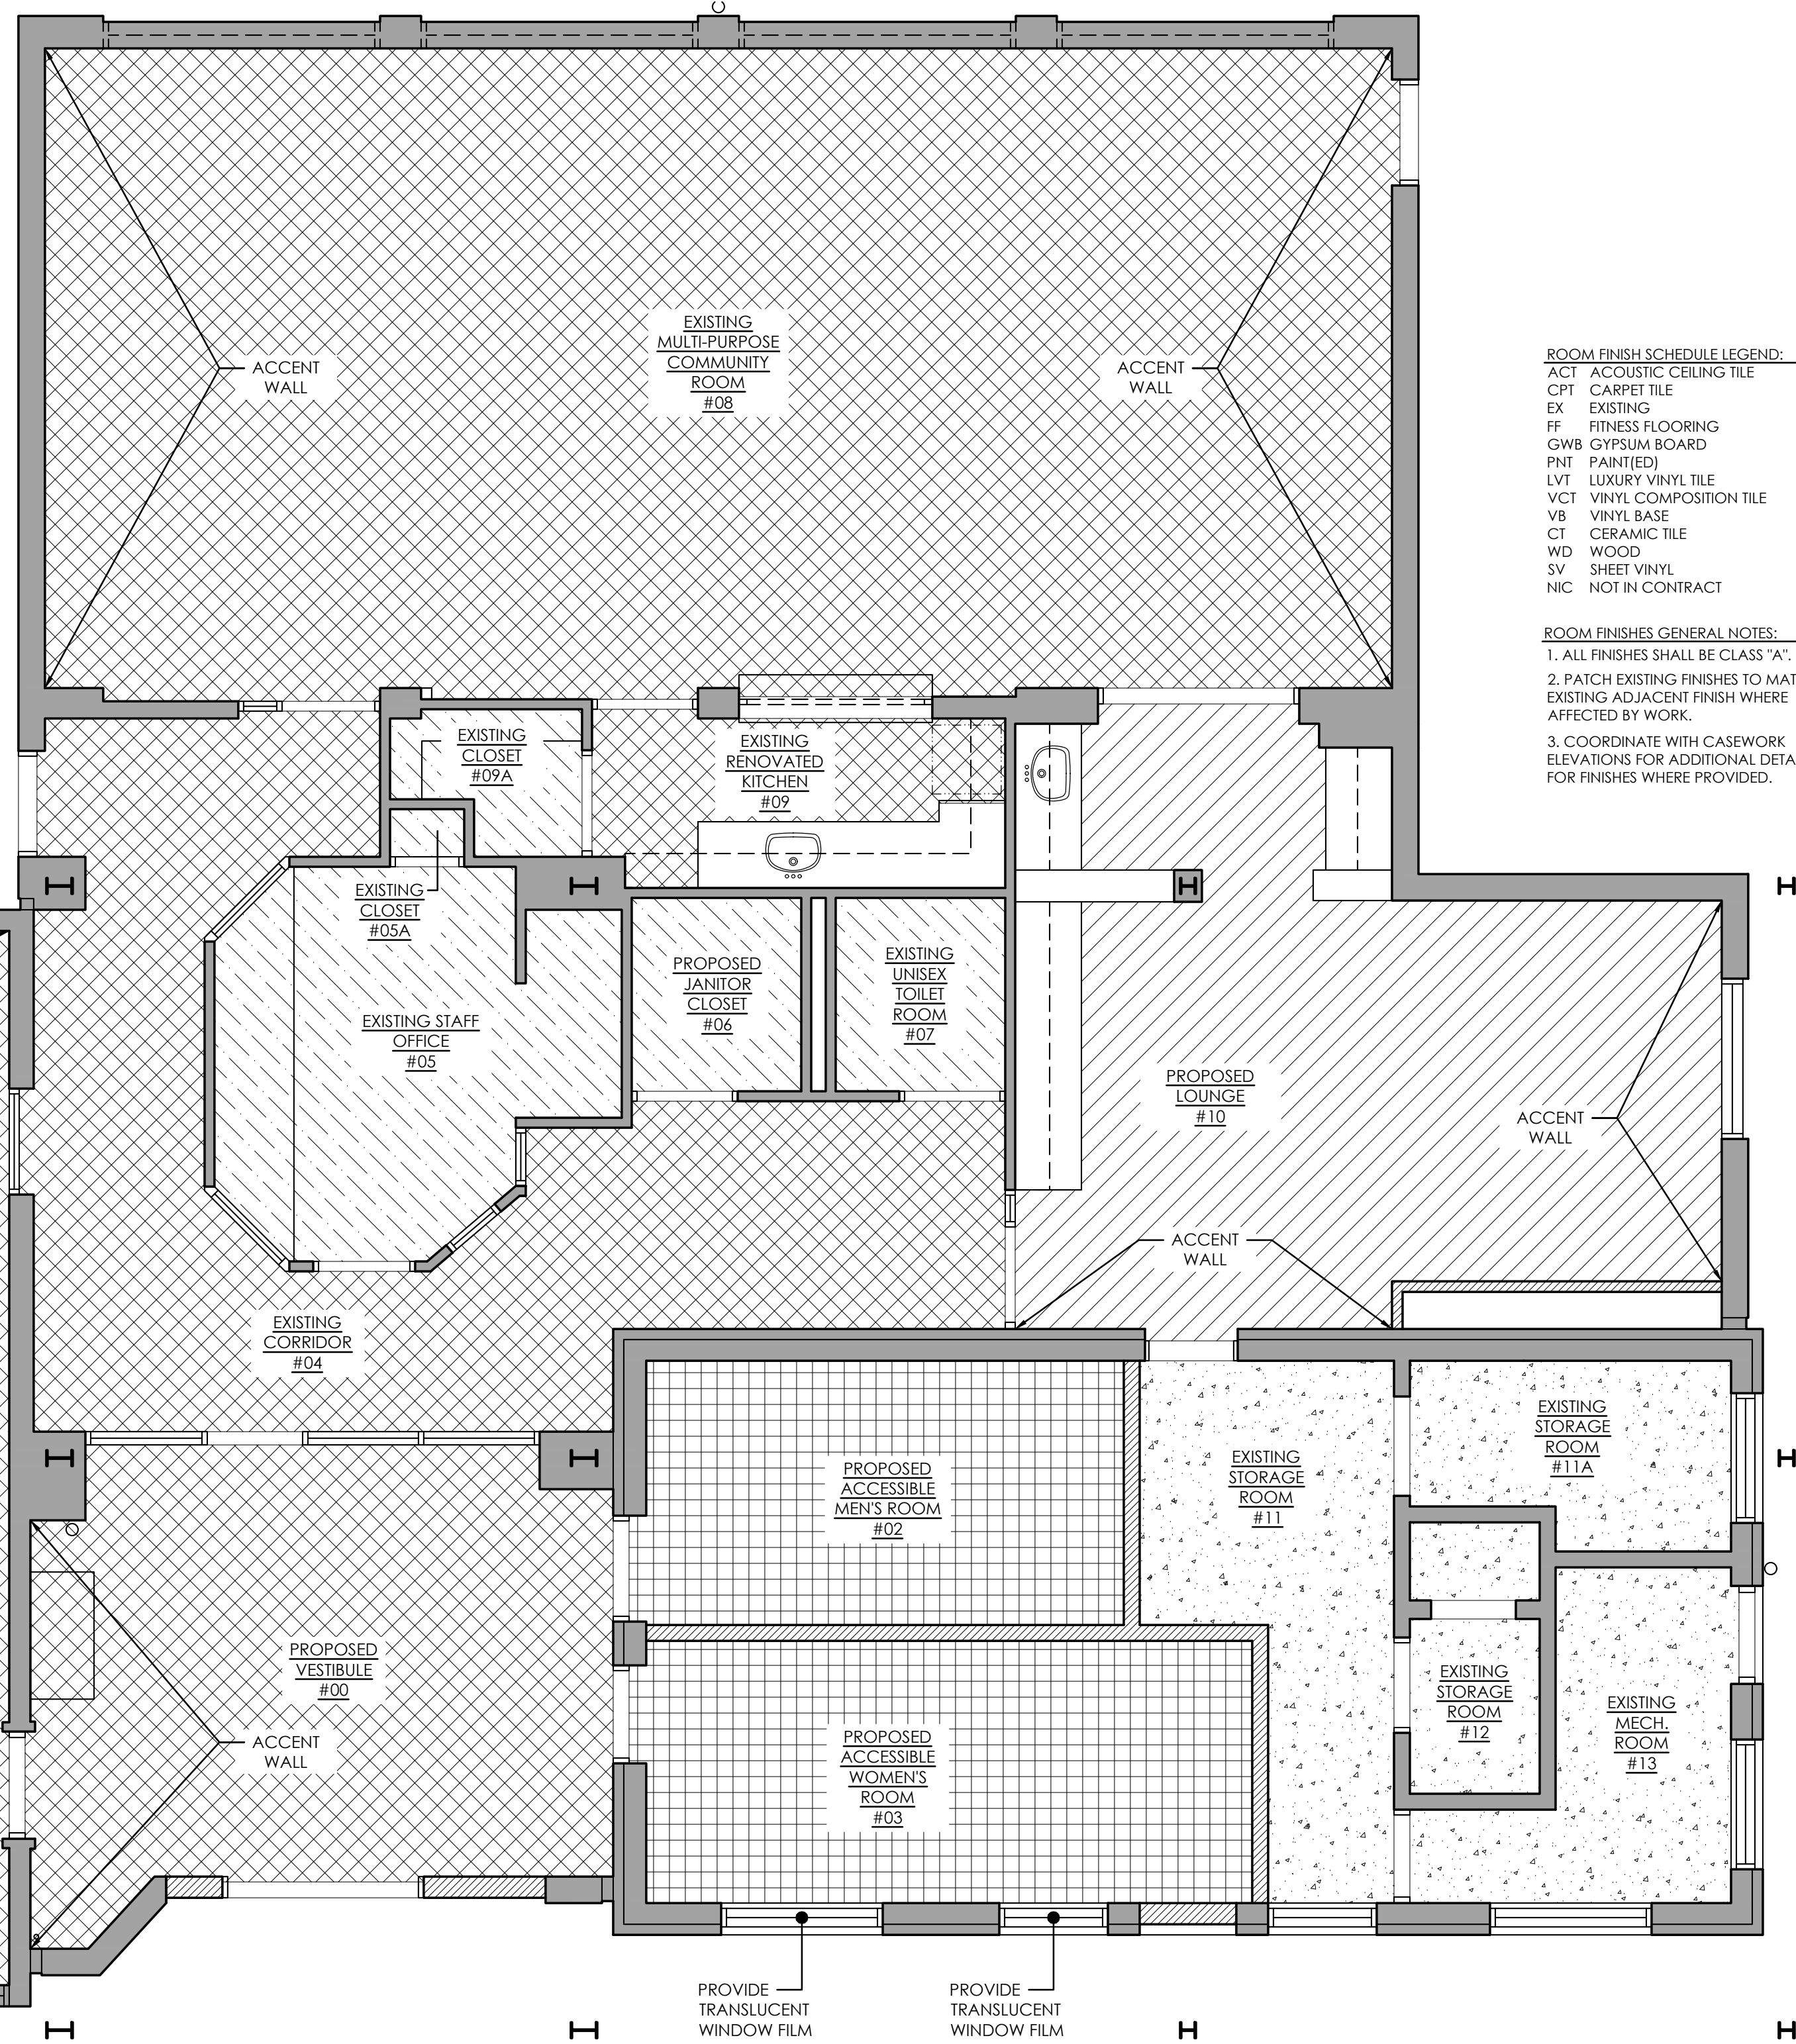 EXISTING
MULTI-PURPOSE
COMMUNITY
ROOM
#08
ACCENT
WALL
ACCENT
WALL
ROOM FINISH SCHEDULE LEGEND:
ACT ACOUSTIC CEILING TILE
CPT CARPET TILE
EX EXISTING
FF FITNESS FLOORING
GWB GYPSUM BOARD
PNT PAINT(ED)
LVT LUXURY VINYL TILE
VCT VINYL COMPOSITION TILE
VB VINYL BASE
CT CERAMIC TILE
WD WOOD
SV SHEET VINYL
NIC NOT IN CONTRACT
ROOM FINISHES GENERAL NOTES:
1. ALL FINISHES SHALL BE CLASS "A".
2. PATCH EXISTING FINISHES TO MAT
EXISTING ADJACENT FINISH WHERE
AFFECTED BY WORK.
3. COORDINATE WITH CASEWORK
ELEVATIONS FOR ADDITIONAL DETA
FOR FINISHES WHERE PROVIDED.
EXISTING
CLOSET
#09A
EXISTING
RENOVATED
KITCHEN
#09
EXISTING
CLOSET
#05A
EXISTING STAFF
OFFICE
#05
PROPOSED
JANITOR
CLOSET
#06
EXISTING
UNISEX
TOILET
ROOM
#07
PROPOSED
LOUNGE
#10
ACCENT
WALL
ACCENT
WALL
EXISTING
CORRIDOR
#04
PROPOSED
ACCESSIBLE
MEN'S ROOM
#02
EXISTING
STORAGE
ROOM
#11
EXISTING
STORAGE
ROOM
#11A
PROPOSED
VESTIBULE
#00
ACCENT
WALL
PROPOSED
ACCESSIBLE
WOMEN'S
ROOM
#03
EXISTING
STORAGE
ROOM
#12
EXISTING
MECH.
ROOM
#13
PROVIDE
TRANSLUCENT
WINDOW FILM
PROVIDE
TRANSLUCENT
WINDOW FILM